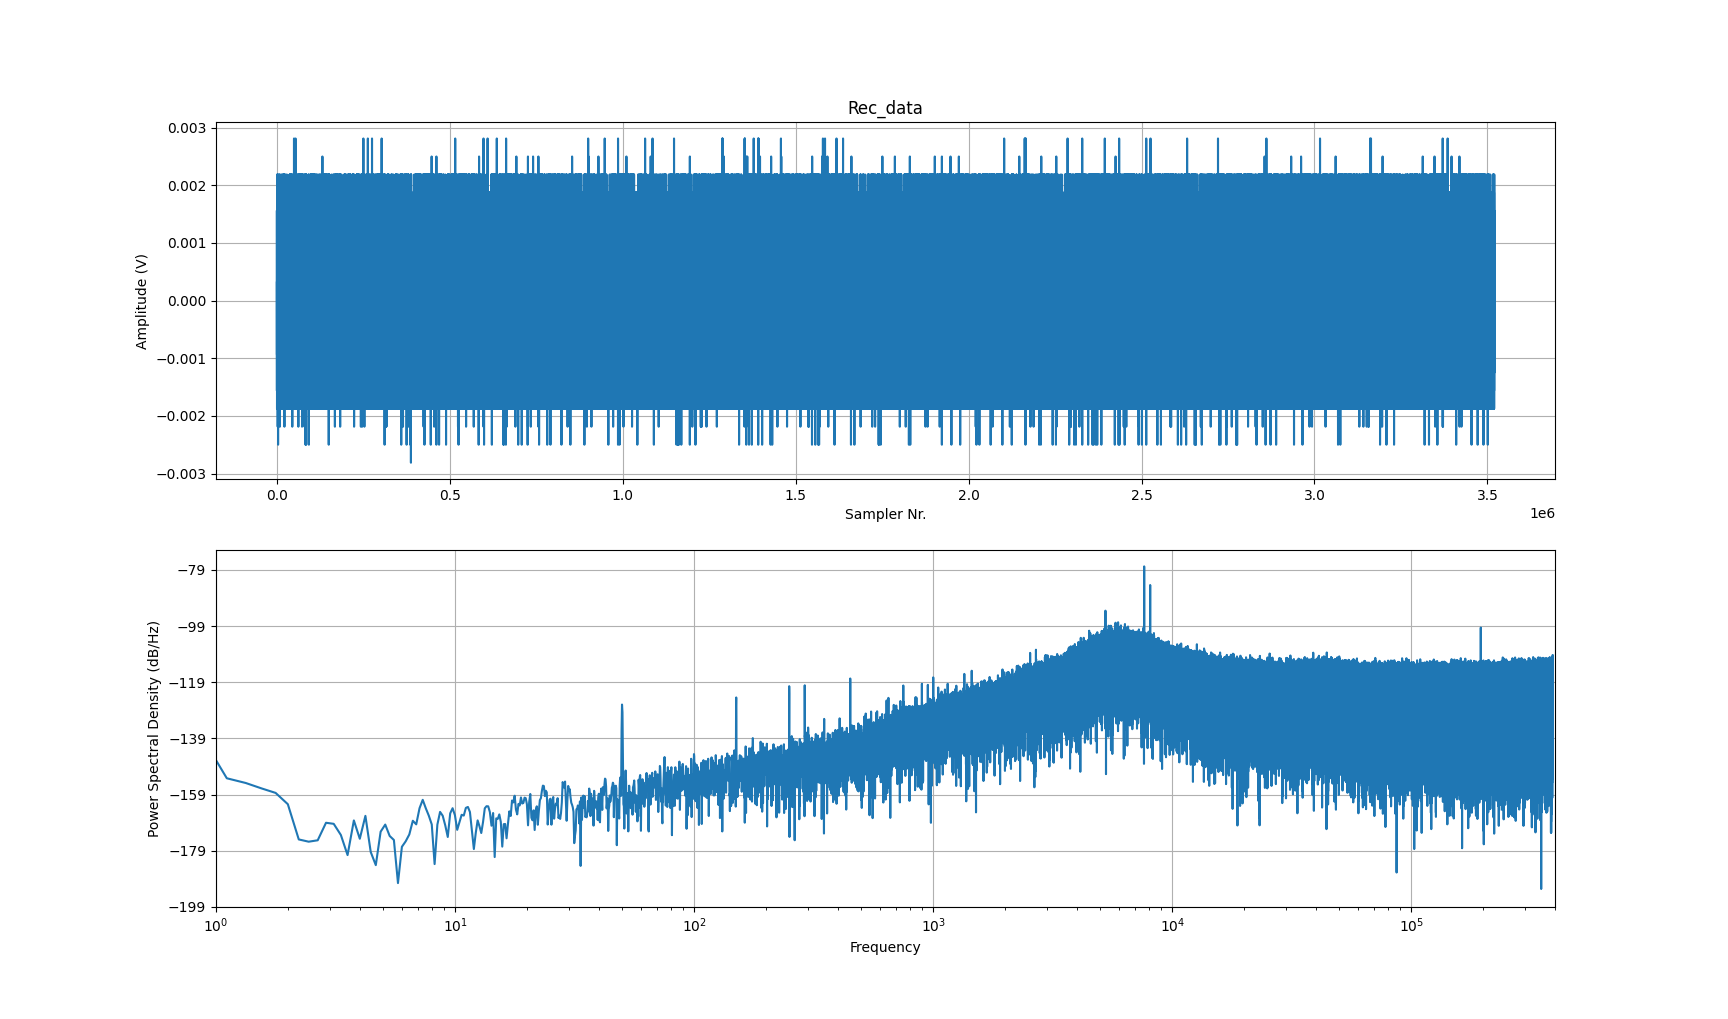 Rec_data
0.003
0.002
0.001
0.000
−0.001
−0.002
−0.003
Amplitude (V)
0.0 0.5 1.0 1.5 2.0 2.5 3.0 3.5
1e6
Sampler Nr.
−79
−99
−119
−139
−159
−179
−199
Power Spectral Density (dB/Hz)
10⁰ 10¹ 10² 10³ 10⁴ 10⁵
Frequency